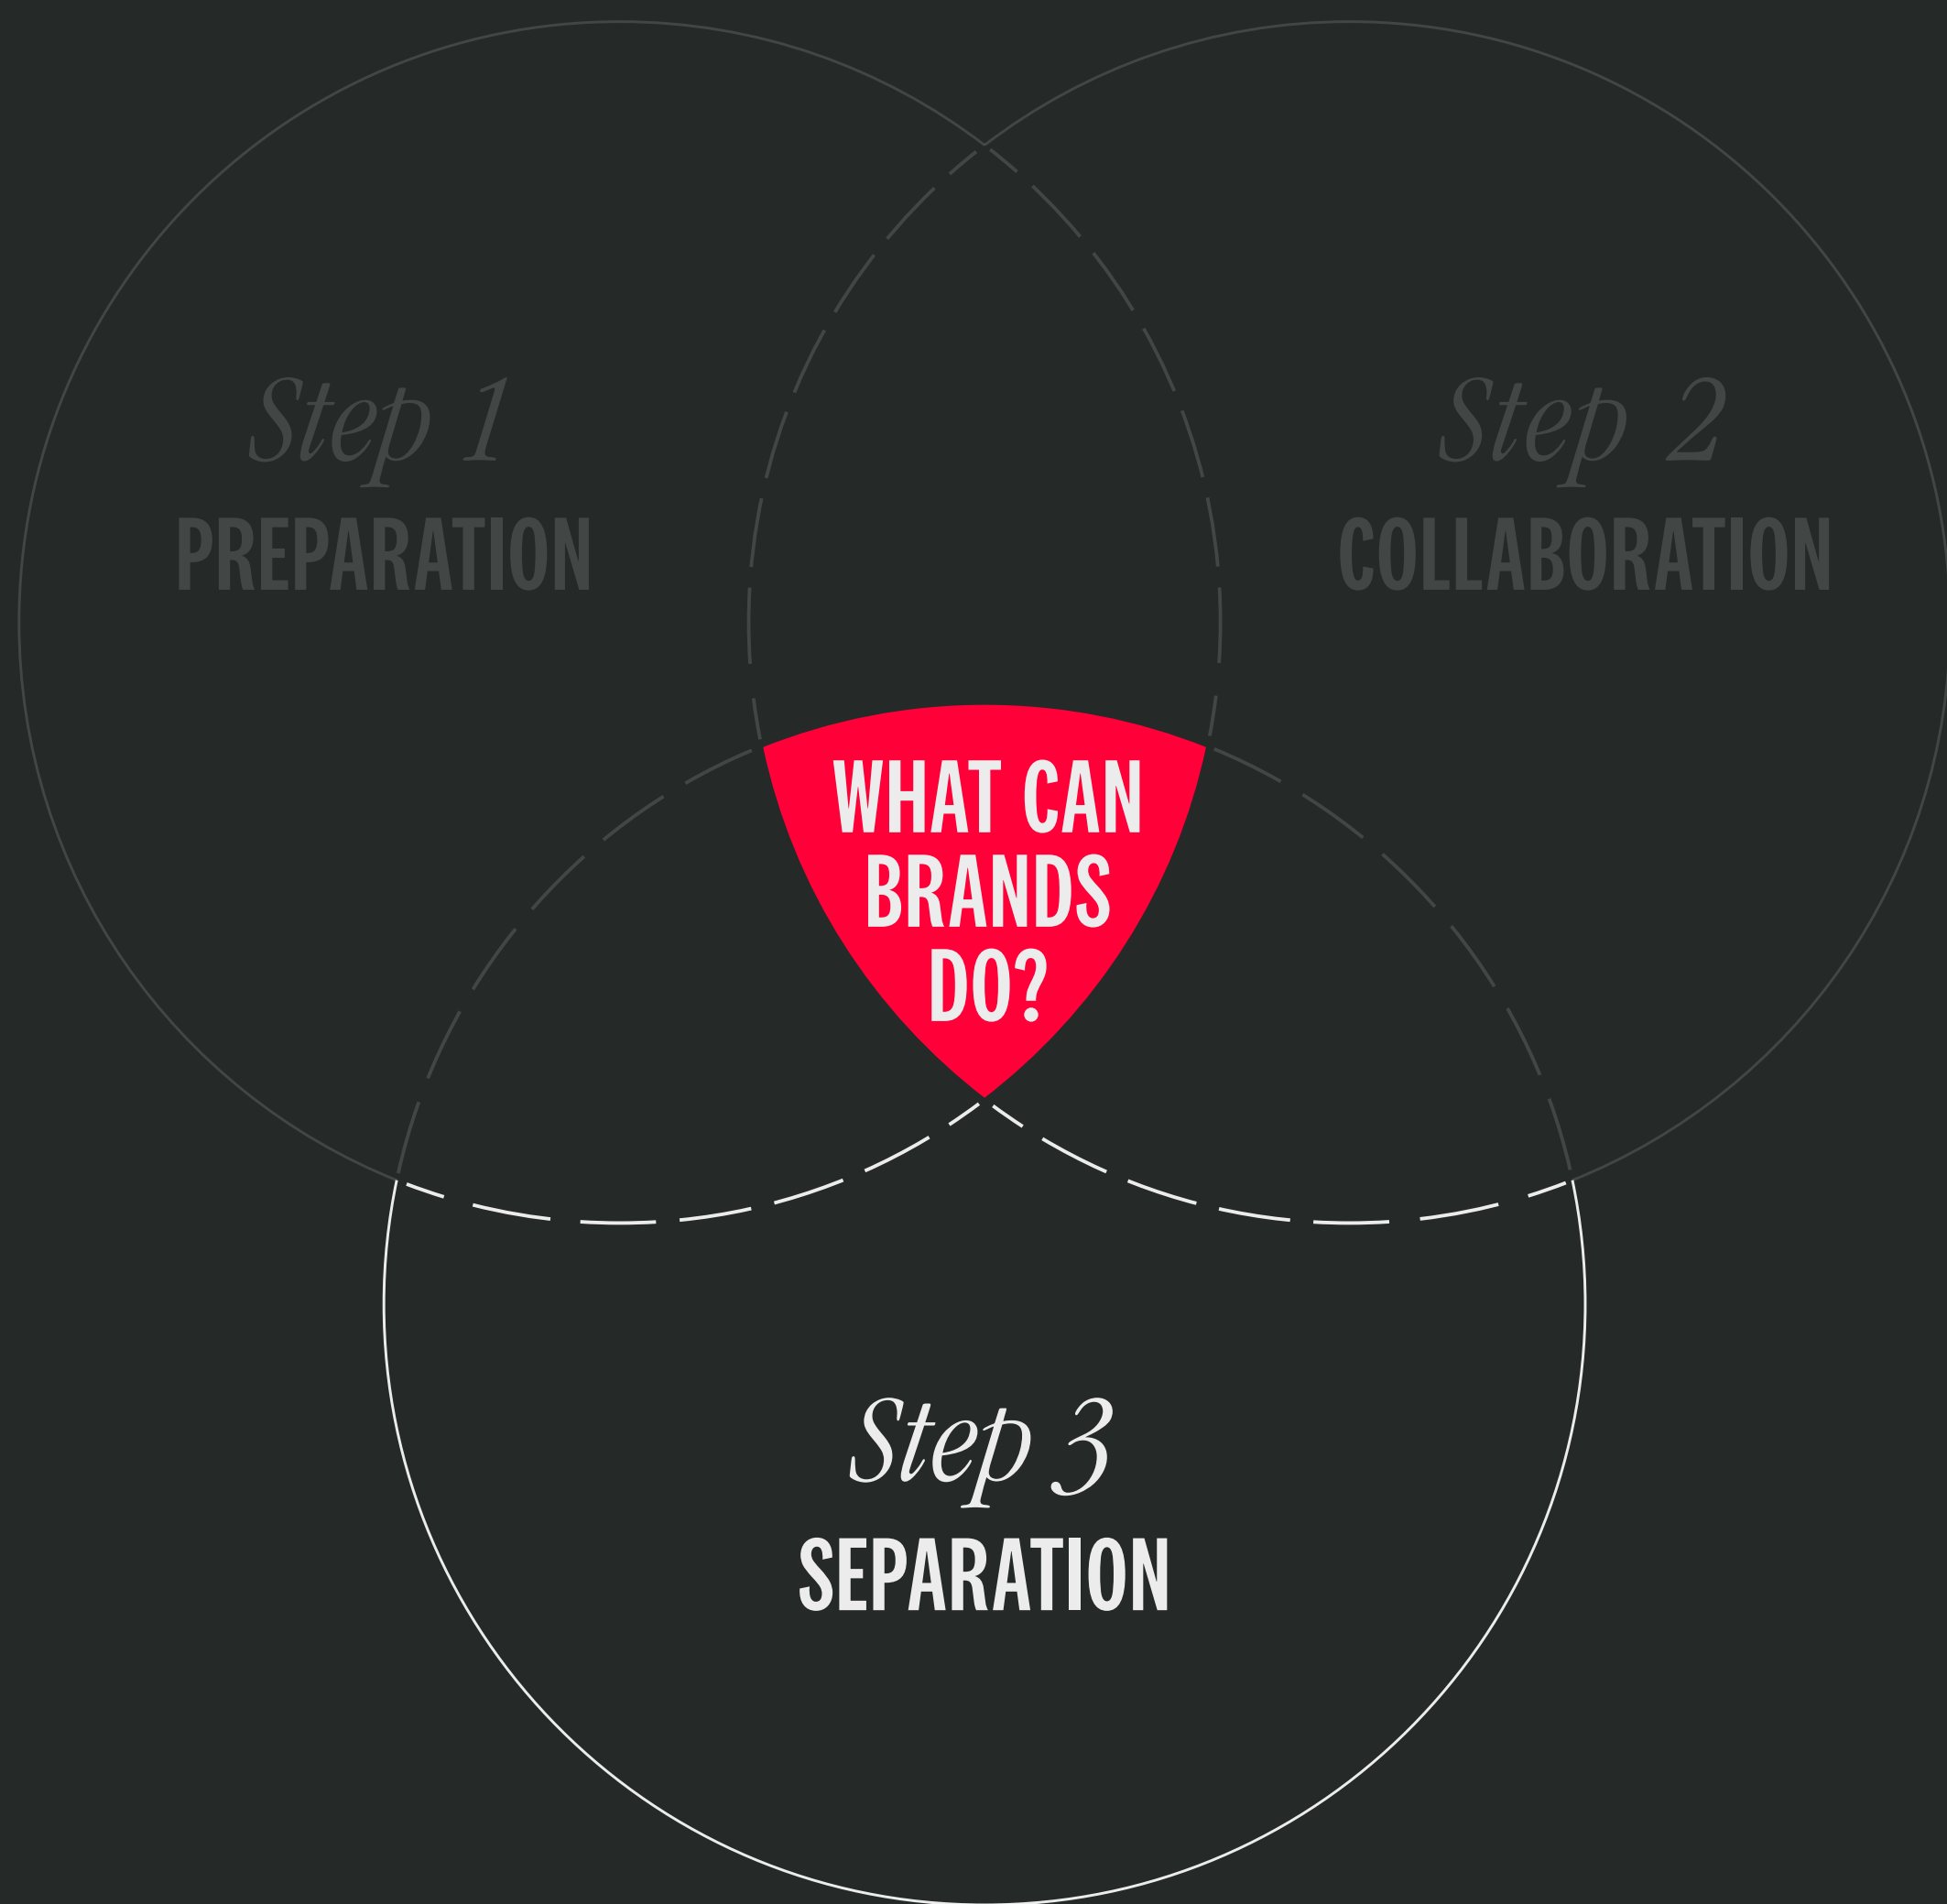 Step 1
PREPARATION
Step 2
COLLABORATION
WHAT CAN
BRANDS
DO?
Step 3
SEPARATION